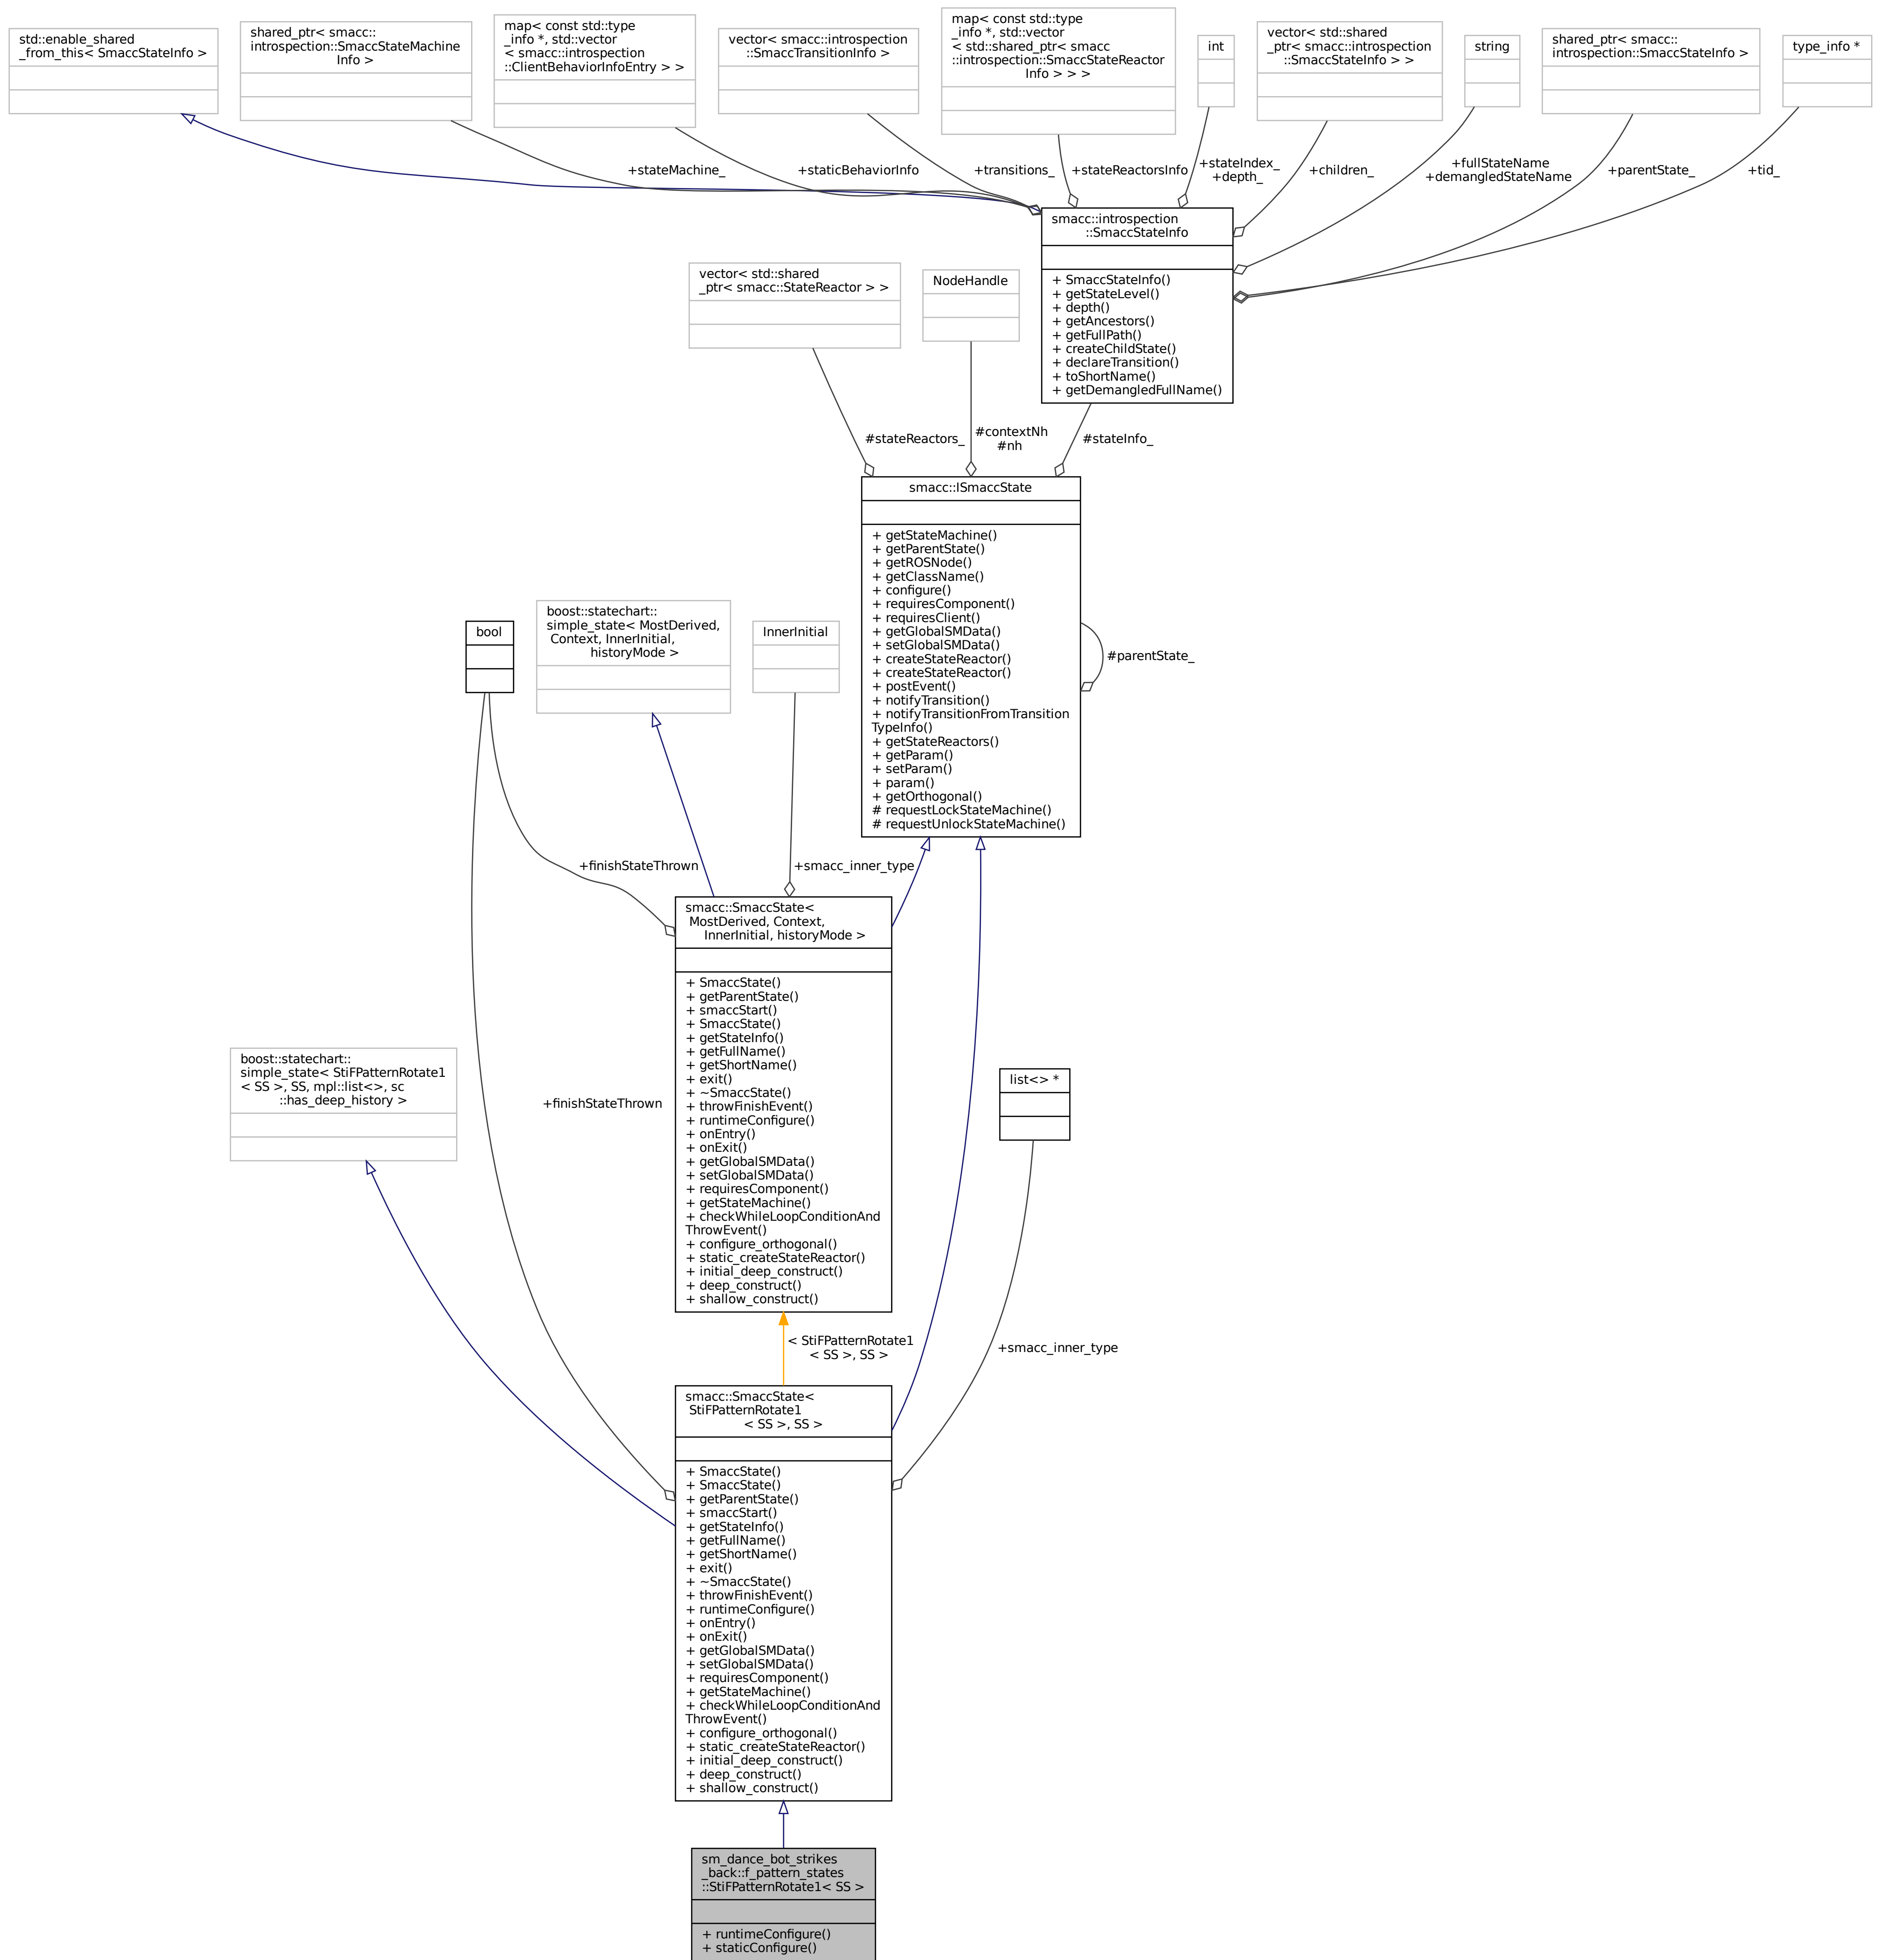 std::enable_shared
_from_this< SmaccStateInfo >
shared_ptr< smacc::
introspection::SmaccStateMachine
Info >
map< const std::type
_info *, std::vector
< smacc::introspection
::ClientBehaviorInfoEntry > >
vector< smacc::introspection
::SmaccTransitionInfo >
map< const std::type
_info *, std::vector
< std::shared_ptr< smacc
::introspection::SmaccStateReactor
Info > > >
int
vector< std::shared
_ptr< smacc::introspection
::SmaccStateInfo > >
string
shared_ptr< smacc::
introspection::SmaccStateInfo >
type_info *
+stateMachine_
+staticBehaviorInfo
+transitions_
+stateReactorsInfo
+stateIndex_
+depth_
+children_
+fullStateName
+demangledStateName
+parentState_
+tid_
smacc::introspection
::SmaccStateInfo
+ SmaccStateInfo()
+ getStateLevel()
+ depth()
+ getAncestors()
+ getFullPath()
+ createChildState()
+ declareTransition()
+ toShortName()
+ getDemangledFullName()
vector< std::shared
_ptr< smacc::StateReactor > >
NodeHandle
#stateReactors_
#contextNh
#nh
#stateInfo_
smacc::ISmaccState
+ getStateMachine()
+ getParentState()
+ getROSNode()
+ getClassName()
+ configure()
+ requiresComponent()
+ requiresClient()
+ getGlobalSMData()
+ setGlobalSMData()
+ createStateReactor()
+ createStateReactor()
+ postEvent()
+ notifyTransition()
+ notifyTransitionFromTransition
TypeInfo()
+ getStateReactors()
+ getParam()
+ setParam()
+ param()
+ getOrthogonal()
# requestLockStateMachine()
# requestUnlockStateMachine()
#parentState_
bool
boost::statechart::
simple_state< MostDerived,
Context, InnerInitial,
historyMode >
InnerInitial
+finishStateThrown
+smacc_inner_type
smacc::SmaccState<
MostDerived, Context,
InnerInitial, historyMode >
+ SmaccState()
+ getParentState()
+ smaccStart()
+ SmaccState()
+ getStateInfo()
+ getFullName()
+ getShortName()
+ exit()
+ ~SmaccState()
+ throwFinishEvent()
+ runtimeConfigure()
+ onEntry()
+ onExit()
+ getGlobalSMData()
+ setGlobalSMData()
+ requiresComponent()
+ getStateMachine()
+ checkWhileLoopConditionAnd
ThrowEvent()
+ configure_orthogonal()
+ static_createStateReactor()
+ initial_deep_construct()
+ deep_construct()
+ shallow_construct()
boost::statechart::
simple_state< StiFPatternRotate1
< SS >, SS, mpl::list<>, sc
::has_deep_history >
+finishStateThrown
list<> *
< StiFPatternRotate1
< SS >, SS >
+smacc_inner_type
smacc::SmaccState<
StiFPatternRotate1
< SS >, SS >
+ SmaccState()
+ SmaccState()
+ getParentState()
+ smaccStart()
+ getStateInfo()
+ getFullName()
+ getShortName()
+ exit()
+ ~SmaccState()
+ throwFinishEvent()
+ runtimeConfigure()
+ onEntry()
+ onExit()
+ getGlobalSMData()
+ setGlobalSMData()
+ requiresComponent()
+ getStateMachine()
+ checkWhileLoopConditionAnd
ThrowEvent()
+ configure_orthogonal()
+ static_createStateReactor()
+ initial_deep_construct()
+ deep_construct()
+ shallow_construct()
sm_dance_bot_strikes
_back::f_pattern_states
::StiFPatternRotate1< SS >
+ runtimeConfigure()
+ staticConfigure()